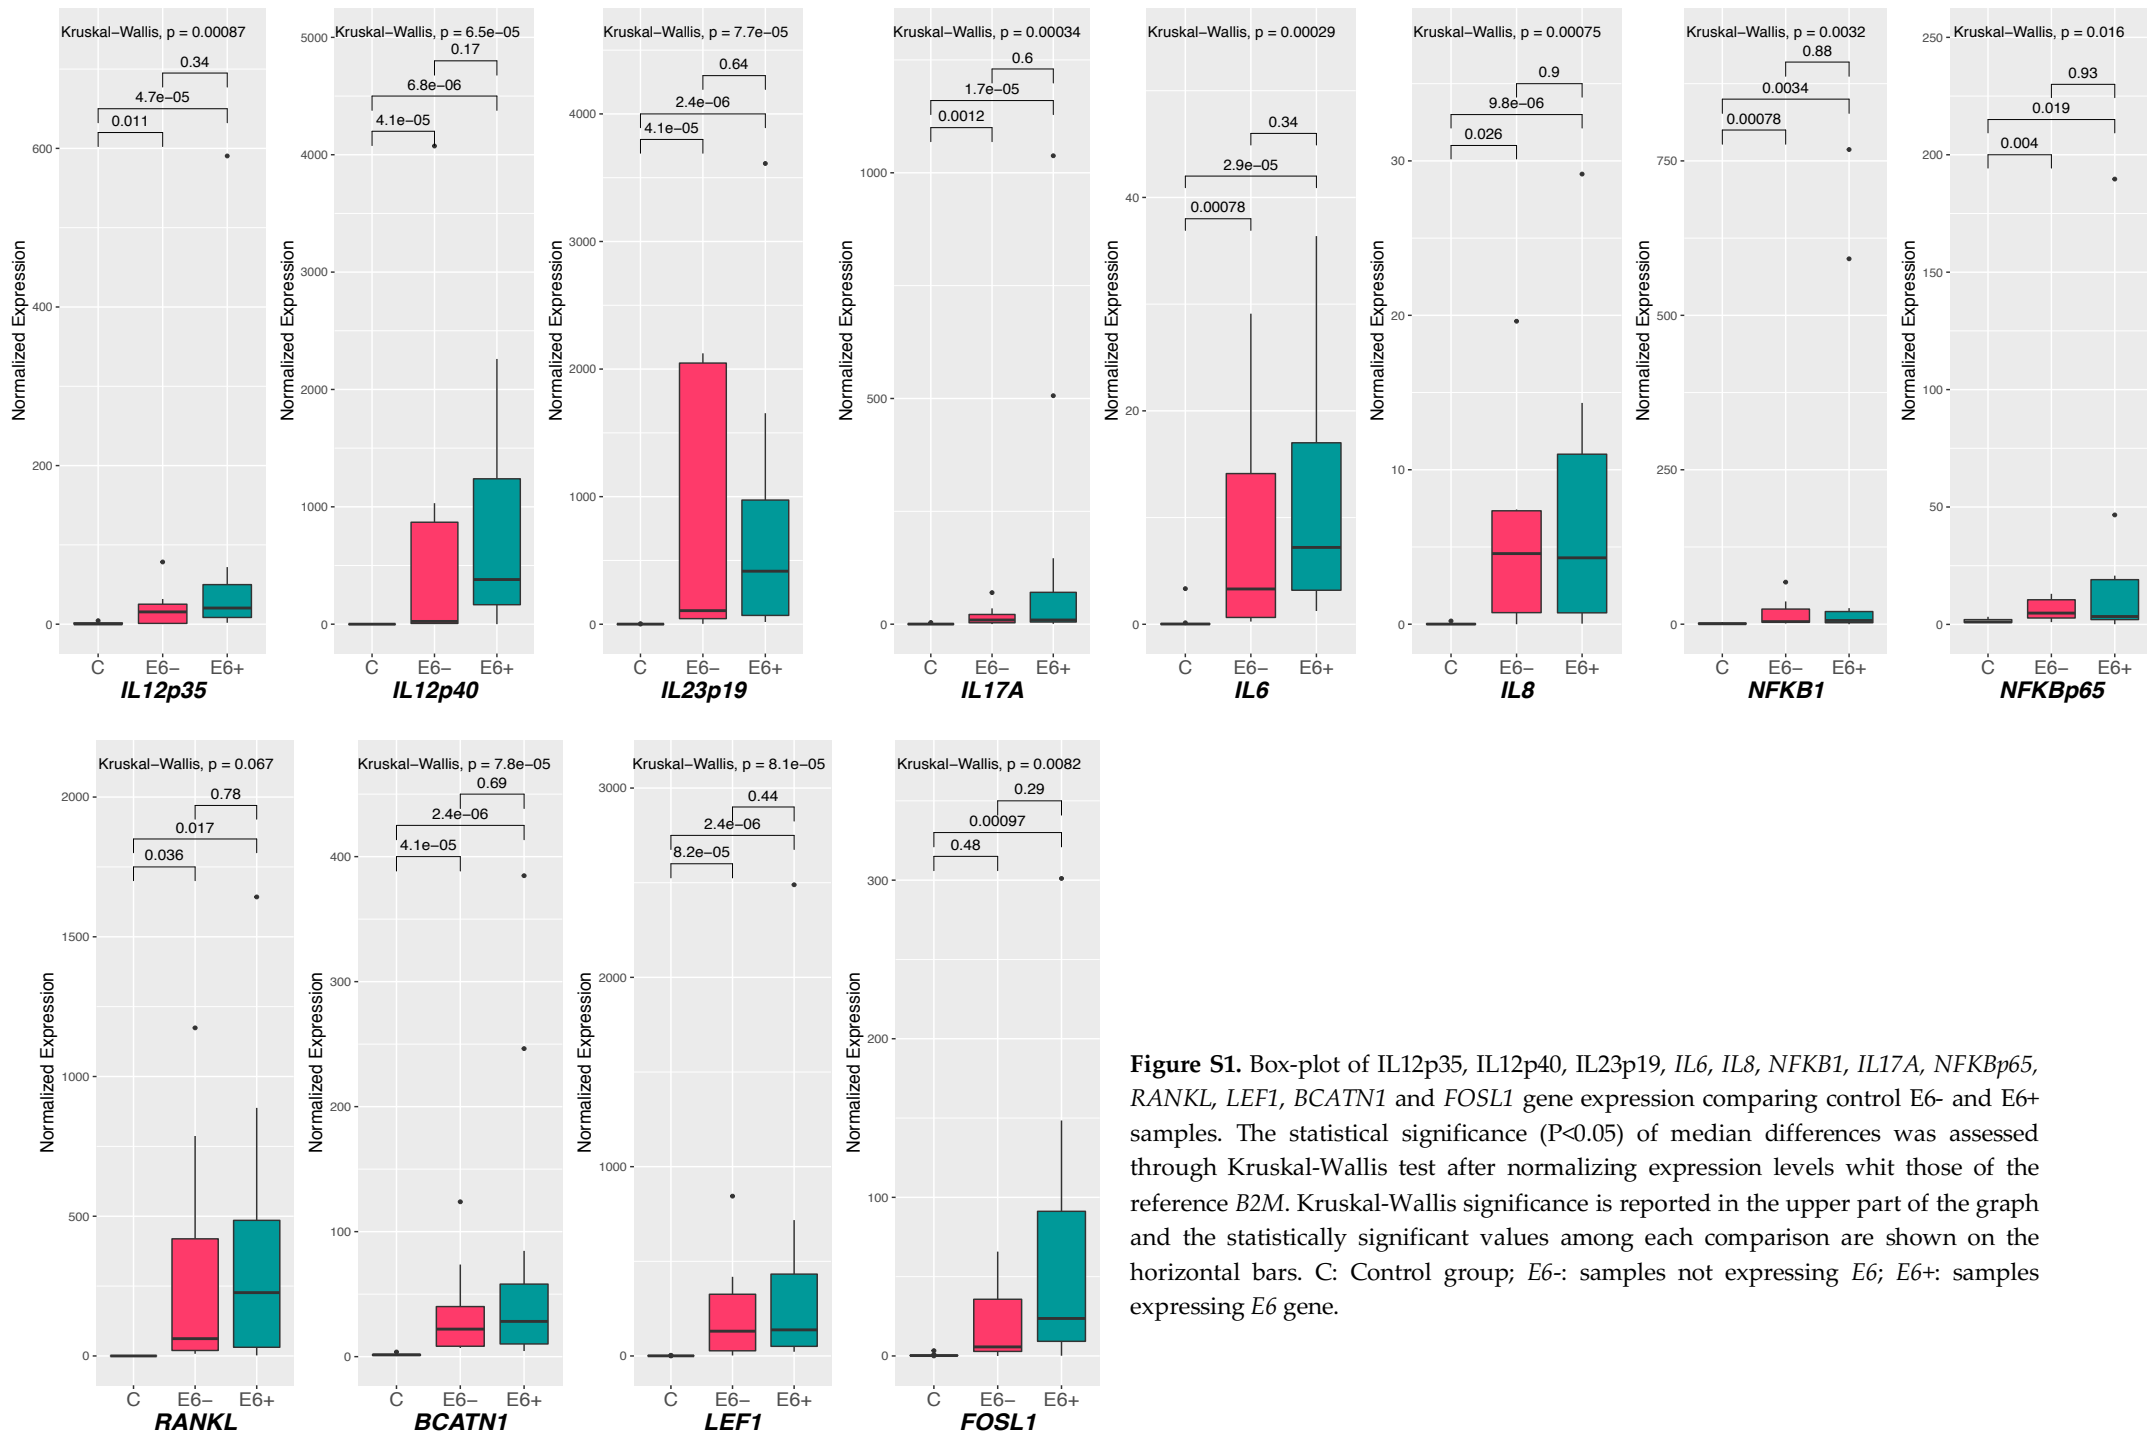 Kruskal−Wallis, p = 0.00087
0.34
4.7e−05
0.011
600
400
200
0
Normalized Expression
C E6− E6+
IL12p35
Kruskal−Wallis, p = 6.5e−05
0.17
6.8e−06
4.1e−05
5000
4000
3000
2000
1000
0
Normalized Expression
C E6− E6+
IL12p40
Kruskal−Wallis, p = 7.7e−05
0.64
2.4e−06
4.1e−05
4000
3000
2000
1000
0
Normalized Expression
C E6− E6+
IL23p19
Kruskal−Wallis, p = 0.00034
0.6
1.7e−05
0.0012
1000
500
0
Normalized Expression
C E6− E6+
IL17A
Kruskal−Wallis, p = 0.00029
0.34
2.9e−05
0.00078
40
20
0
Normalized Expression
C E6− E6+
IL6
Kruskal−Wallis, p = 0.00075
0.9
9.8e−06
0.026
30
20
10
0
Normalized Expression
C E6− E6+
IL8
Kruskal−Wallis, p = 0.0032
0.88
0.0034
0.00078
750
500
250
0
Normalized Expression
C E6− E6+
NFKB1
Kruskal−Wallis, p = 0.016
0.93
0.019
0.004
250
200
150
100
50
0
Normalized Expression
C E6− E6+
NFKBp65
Kruskal−Wallis, p = 0.067
0.78
0.017
0.036
2000
1500
1000
500
0
Normalized Expression
C E6− E6+
RANKL
Kruskal−Wallis, p = 7.8e−05
0.69
2.4e−06
4.1e−05
400
300
200
100
0
Normalized Expression
C E6− E6+
BCATN1
Kruskal−Wallis, p = 8.1e−05
0.44
2.4e−06
8.2e−05
3000
2000
1000
0
Normalized Expression
C E6− E6+
LEF1
Kruskal−Wallis, p = 0.0082
0.29
0.00097
0.48
300
200
100
0
Normalized Expression
C E6− E6+
FOSL1
Figure S1. Box-plot of IL12p35, IL12p40, IL23p19, IL6, IL8, NFKB1, IL17A, NFKBp65,
RANKL, LEF1, BCATN1 and FOSL1 gene expression comparing control E6- and E6+
samples. The statistical significance (P<0.05) of median differences was assessed
through Kruskal-Wallis test after normalizing expression levels whit those of the
reference B2M. Kruskal-Wallis significance is reported in the upper part of the graph
and the statistically significant values among each comparison are shown on the
horizontal bars. C: Control group; E6-: samples not expressing E6; E6+: samples
expressing E6 gene.